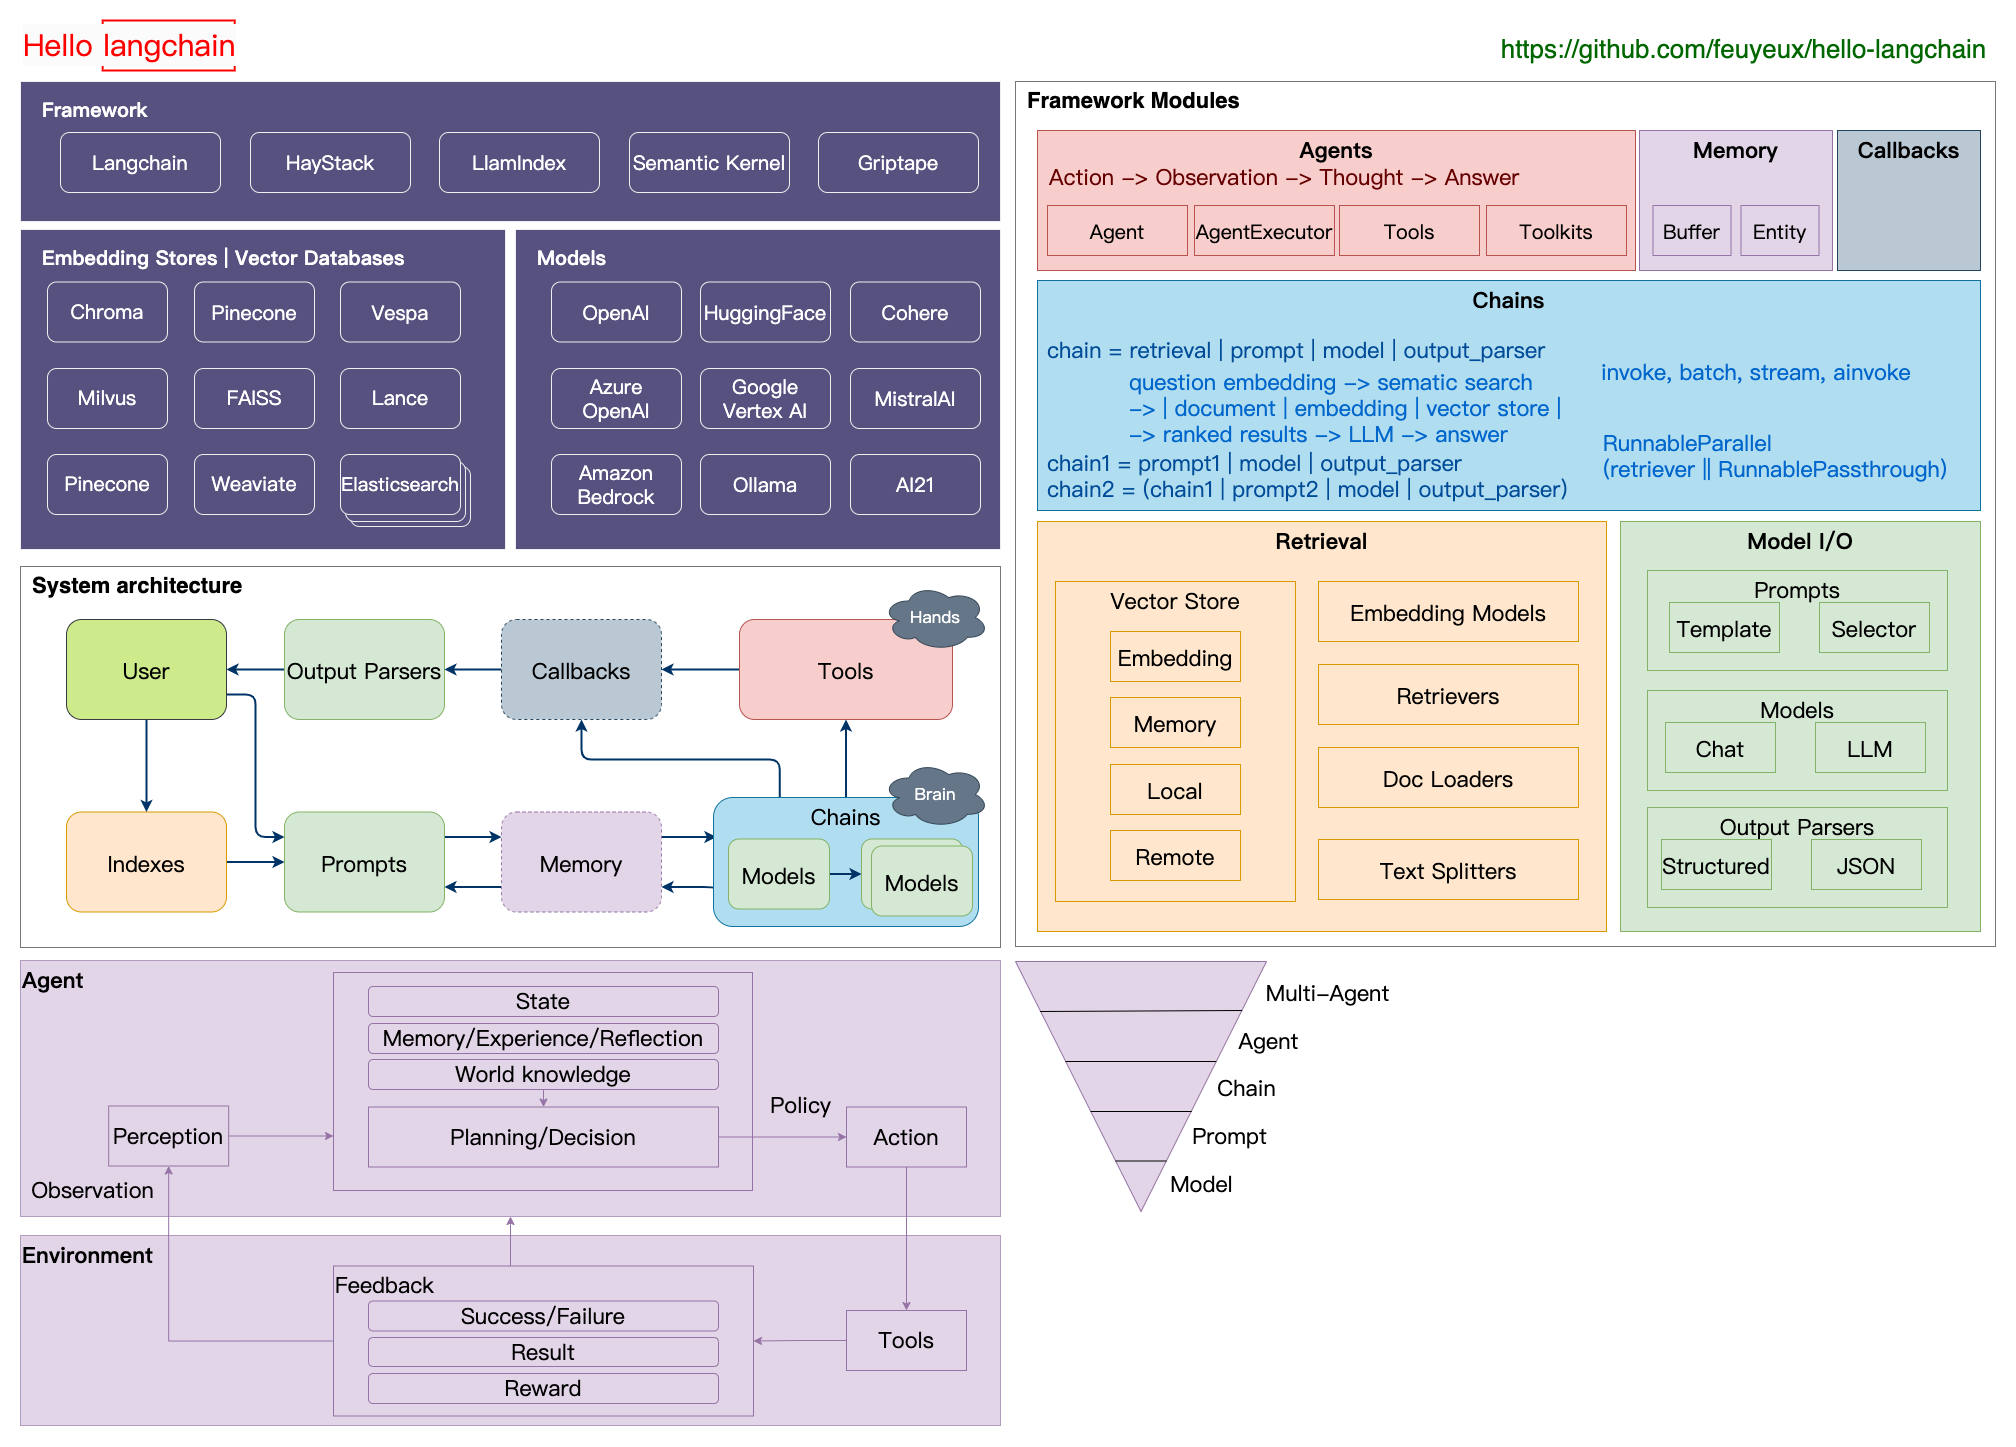 Hello langchain
https://github.com/feuyeux/hello-langchain
Framework
Langchain
HayStack
LlamIndex
Semantic Kernel
Griptape
Embedding Stores | Vector Databases
Chroma
Pinecone
Vespa
Milvus
FAISS
Lance
Pinecone
Weaviate
Elasticsearch
Models
OpenAI
HuggingFace
Cohere
Azure
OpenAI
Google
Vertex AI
MistralAI
Amazon
Bedrock
Ollama
AI21
System architecture
Hands
User
Output Parsers
Callbacks
Tools
Brain
Indexes
Prompts
Memory
Chains
Models
Models
Agent
State
Memory/Experience/Reflection
World knowledge
Perception
Planning/Decision
Policy
Action
Observation
Environment
Feedback
Success/Failure
Result
Reward
Tools
Framework Modules
Agents
Action -> Observation -> Thought -> Answer
Agent
AgentExecutor
Tools
Toolkits
Memory
Buffer
Entity
Callbacks
Chains
chain = retrieval | prompt | model | output_parser
question embedding -> sematic search
-> | document | embedding | vector store |
-> ranked results -> LLM -> answer
chain1 = prompt1 | model | output_parser
chain2 = (chain1 | prompt2 | model | output_parser)
invoke, batch, stream, ainvoke
RunnableParallel
(retriever || RunnablePassthrough)
Retrieval
Vector Store
Embedding
Memory
Local
Remote
Embedding Models
Retrievers
Doc Loaders
Text Splitters
Model I/O
Prompts
Template
Selector
Models
Chat
LLM
Output Parsers
Structured
JSON
Multi-Agent
Agent
Chain
Prompt
Model